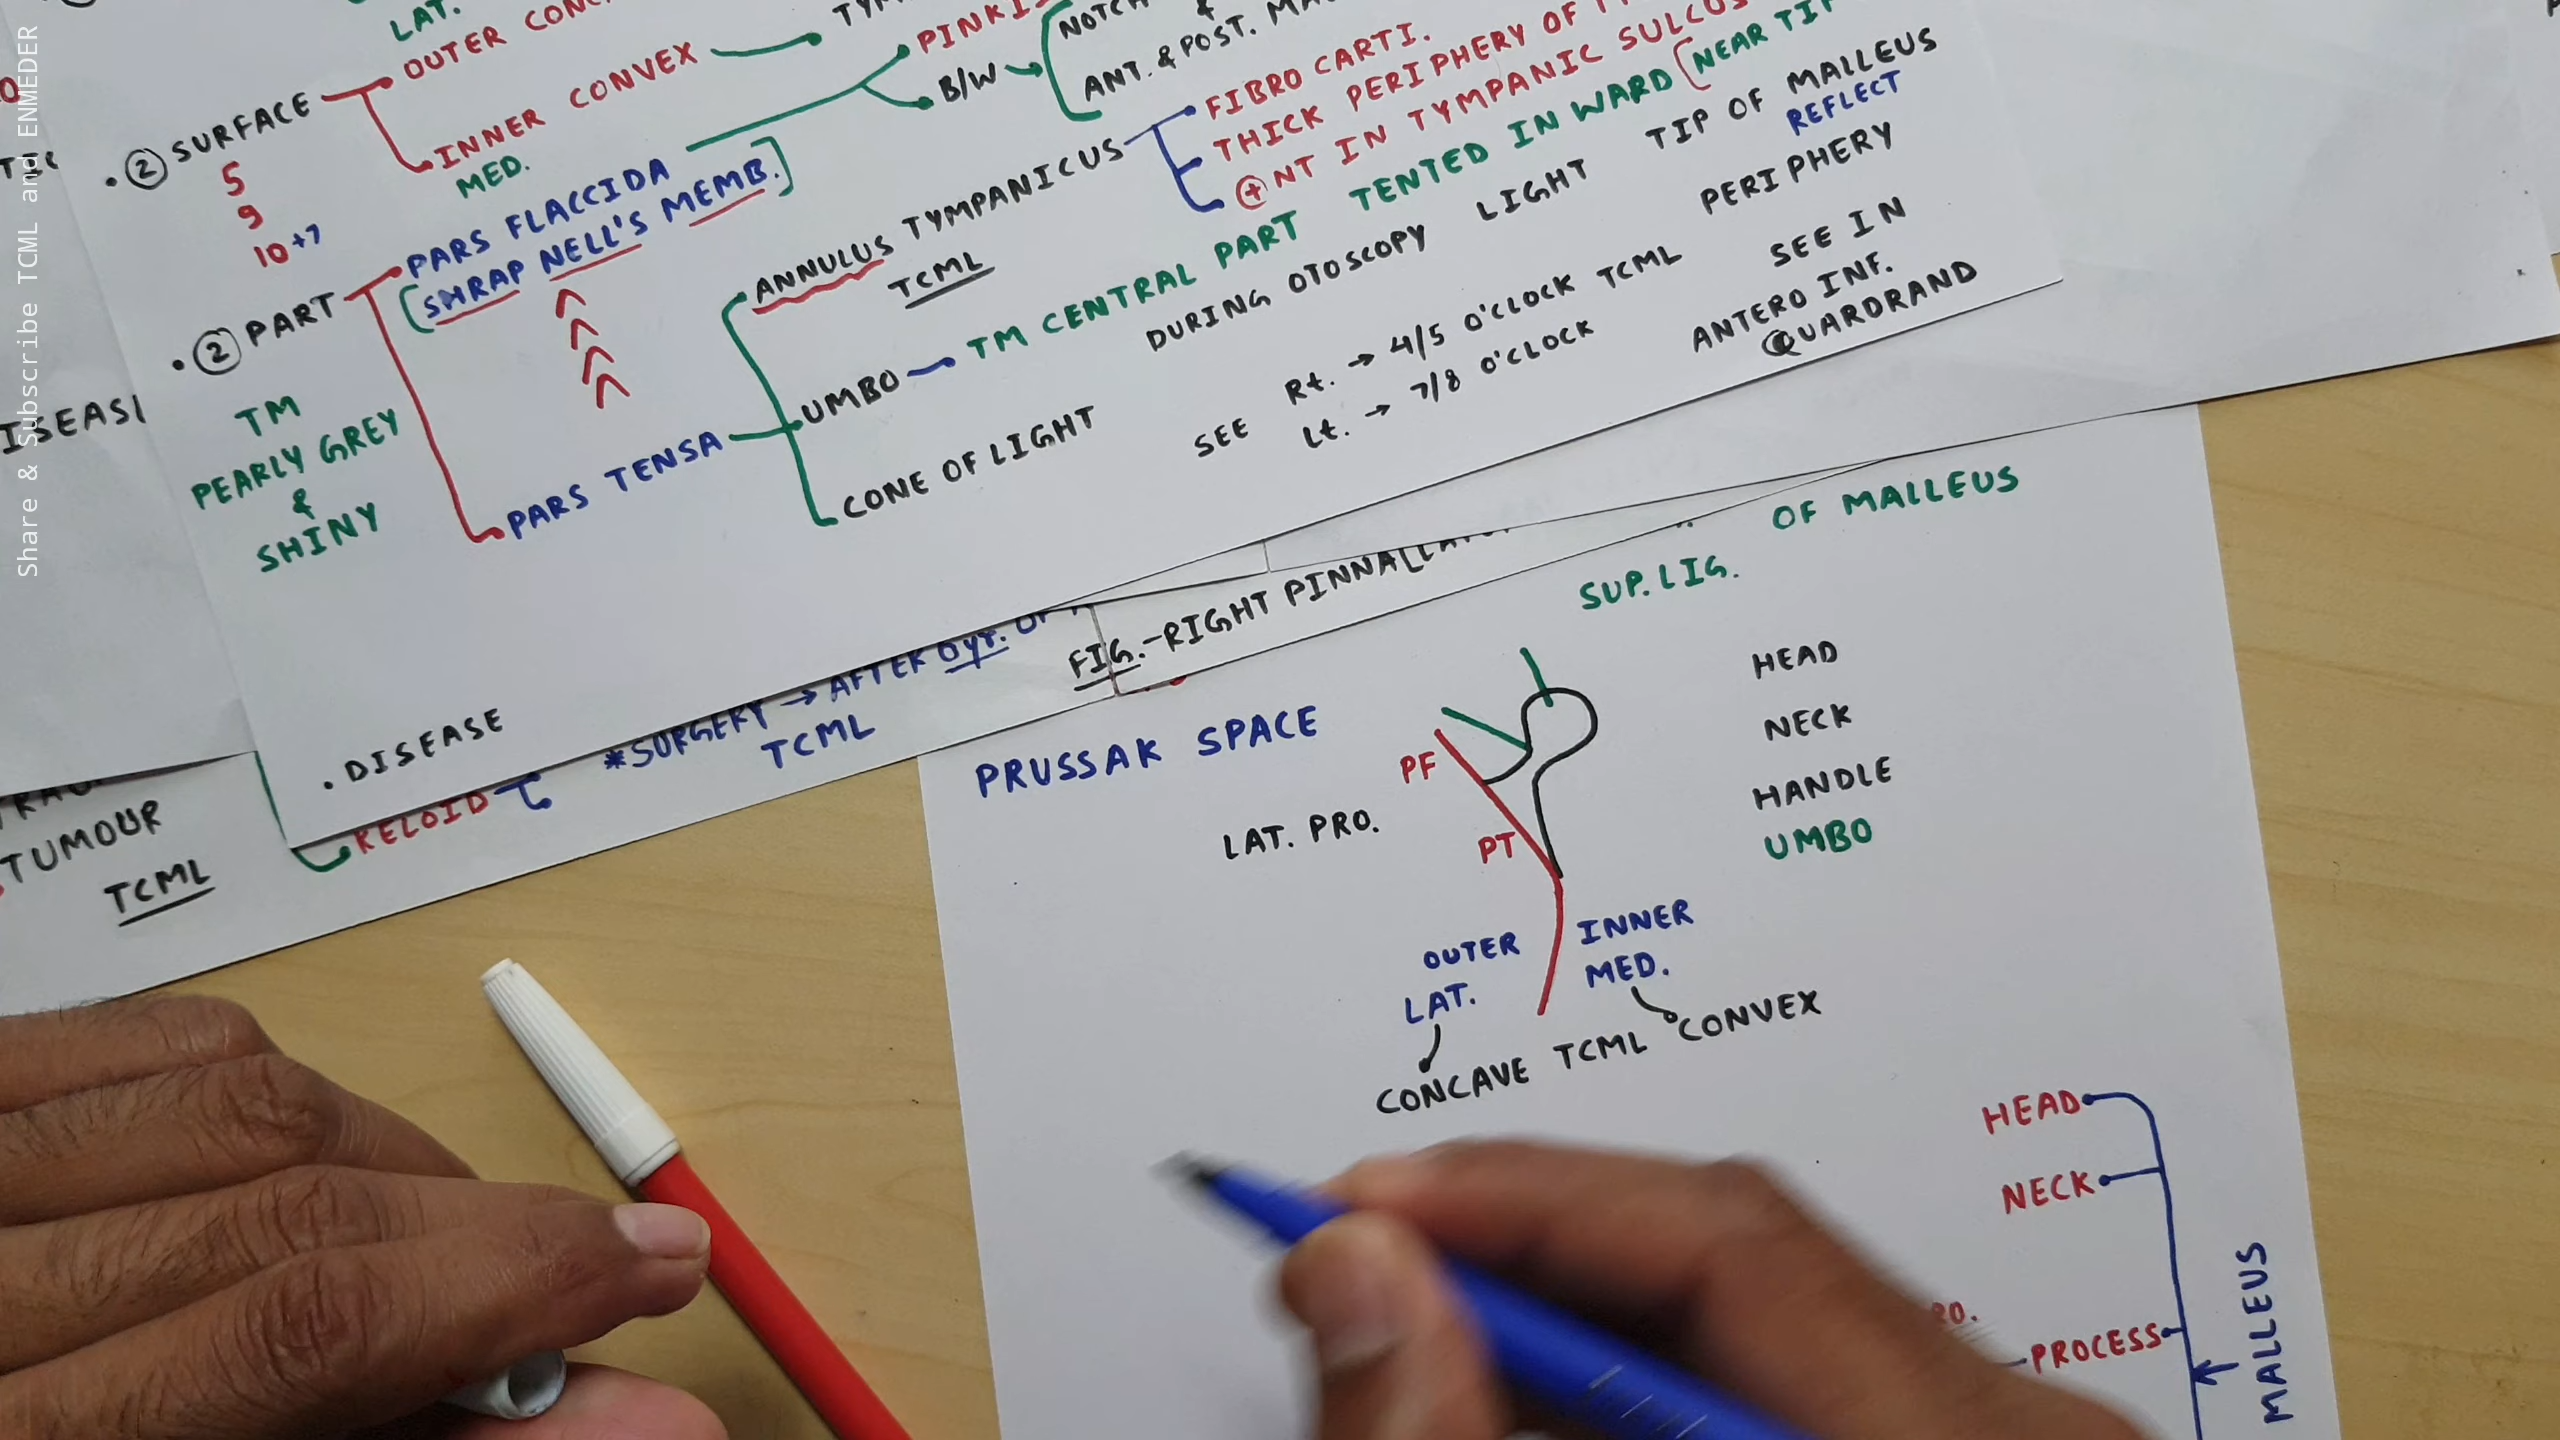 Share & Subscribe TCML and ENMEDER
LAT.
OUTER
② SURFACE
5
9
10+7
INNER CONVEX
MED.
B/W
NOTCH
&
ANT. & POST.
② PART
PARS FLACCIDA
[SHRAP NELL'S MEMB.]
TM
PEARLY GREY
&
SHINY
PARS TENSA
ANNULUS TYMPANICUS
TCML
FIBRO CARTI.
THICK PERIPHERY OF
⊕NT IN TYMPANIC SULCUS
UMBO
TM CENTRAL PART TENTED IN WARD (NEAR TIP
CONE OF LIGHT
DURING OTOSCOPY LIGHT TIP OF MALLEUS
REFLECT
PERIPHERY
SEE Rt. → 4/5 O'CLOCK TCML SEE IN
Lt. → 7/8 O'CLOCK ANTERO INF.
QUARDRAND
.DISEASE
*SURGERY → AFTER 0yr. OF
TCML
KELOID
TUMOUR
TCML
FIG.-RIGHT
OF MALLEUS
SUP. LIG.
PRUSSAK SPACE
HEAD
NECK
HANDLE
UMBO
PF
LAT. PRO.
PT
OUTER INNER
LAT. MED.
CONCAVE TCML CONVEX
HEAD
NECK
PROCESS
MALLEUS